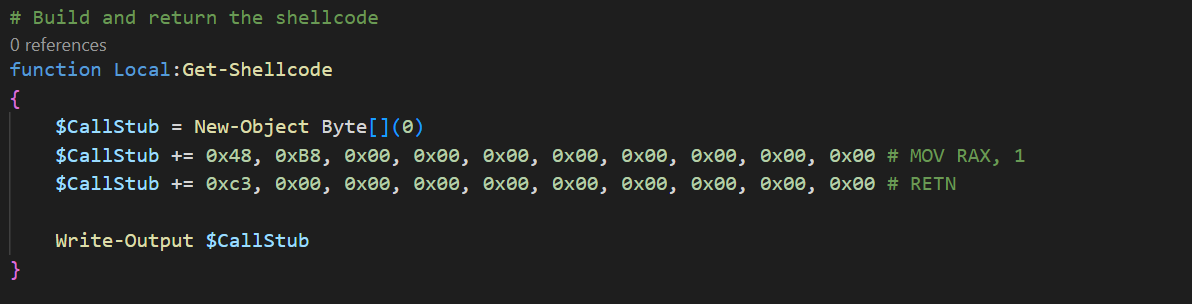 # Build and return the shellcode
0 references
function Local:Get-Shellcode
{
$CallStub = New-Object Byte[](0)
$CallStub += 0x48, 0xB8, 0x00, 0x00, 0x00, 0x00, 0x00, 0x00, 0x00, 0x00 # MOV RAX, 1
$CallStub += 0xc3, 0x00, 0x00, 0x00, 0x00, 0x00, 0x00, 0x00, 0x00, 0x00 # RETN
Write-Output $CallStub
}